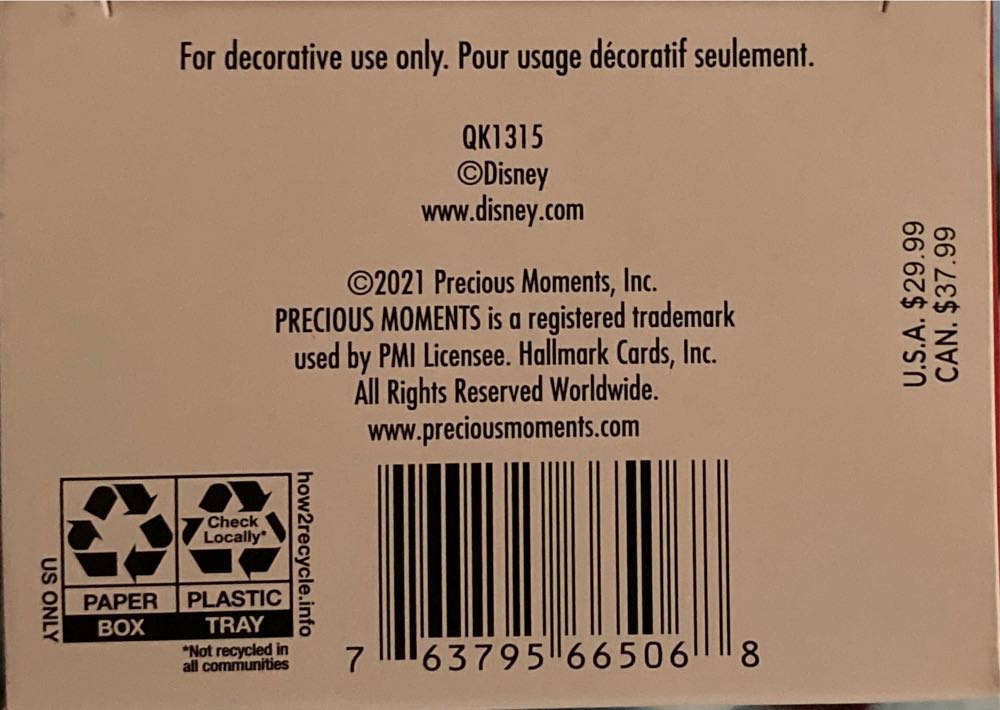 For decorative use only. Pour usage décoratif seulement.
QK1315
©Disney
www.disney.com
©2021 Precious Moments, Inc.
PRECIOUS MOMENTS is a registered trademark
used by PMI Licensee. Hallmark Cards, Inc.
All Rights Reserved Worldwide.
www.preciousmoments.com
U.S.A. $29.99
CAN. $37.99
US ONLY
Check
Locally*
PAPER
BOX
PLASTIC
TRAY
how2recycle.info
*Not recycled in
all communities
7 63795 66506 8